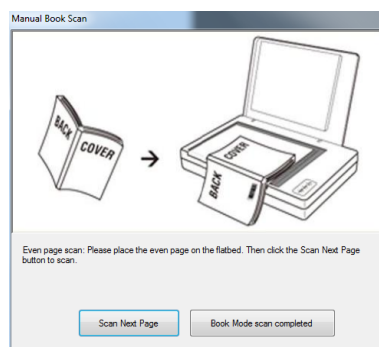 Manual Book Scan
BACK
COVER
COVER
BACK
Even page scan: Please place the even page on the flatbed. Then click the Scan Next Page
button to scan.
Scan Next Page
Book Mode scan completed